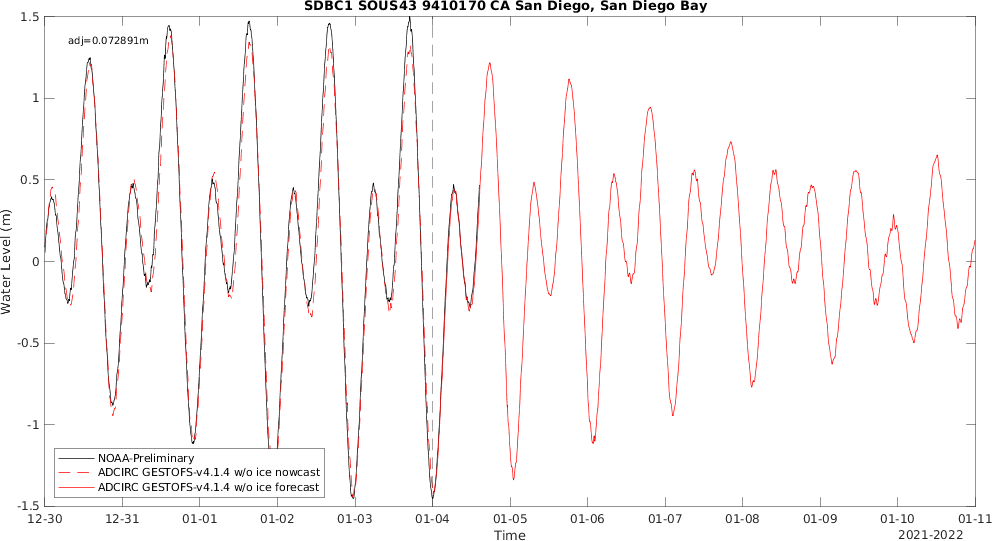 SDBC1 SOUS43 9410170 CA San Diego, San Diego Bay
adj=0.072891m
1.5
1
0.5
0
-0.5
-1
-1.5
Water Level (m)
NOAA-Preliminary
ADCIRC GESTOFS-v4.1.4 w/o ice nowcast
ADCIRC GESTOFS-v4.1.4 w/o ice forecast
12-30 12-31 01-01 01-02 01-03 01-04 01-05 01-06 01-07 01-08 01-09 01-10 01-11
Time
2021-2022